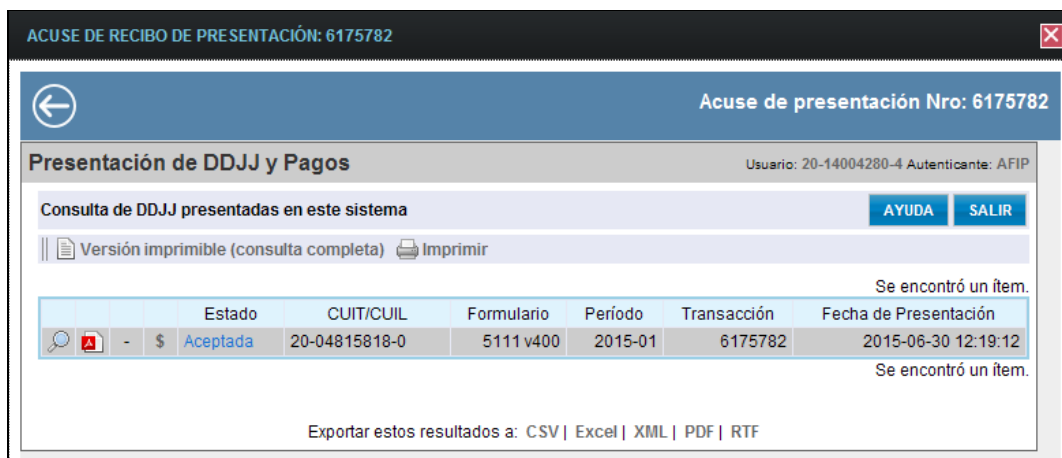 ACUSE DE RECIBO DE PRESENTACIÓN: 6175782
Acuse de presentación Nro: 6175782
Presentación de DDJJ y Pagos Usuario: 20-14004280-4 Autenticante: AFIP
Consulta de DDJJ presentadas en este sistema AYUDA SALIR
Versión imprimible (consulta completa) Imprimir
Se encontró un ítem.
Estado CUIT/CUIL Formulario Período Transacción Fecha de Presentación
- $ Aceptada 20-04815818-0 5111 v400 2015-01 6175782 2015-06-30 12:19:12
Se encontró un ítem.
Exportar estos resultados a: CSV | Excel | XML | PDF | RTF